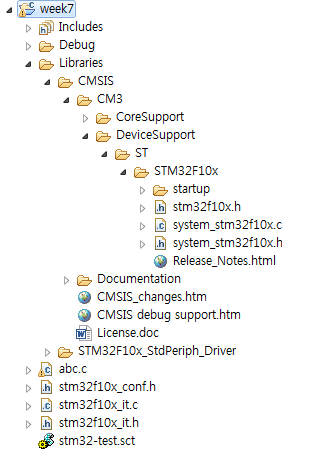 week7
Includes
Debug
Libraries
CMSIS
CM3
CoreSupport
DeviceSupport
ST
STM32F10x
startup
stm32f10x.h
system_stm32f10x.c
system_stm32f10x.h
Release_Notes.html
Documentation
CMSIS_changes.htm
CMSIS debug support.htm
License.doc
STM32F10x_StdPeriph_Driver
abc.c
stm32f10x_conf.h
stm32f10x_it.c
stm32f10x_it.h
stm32-test.sct